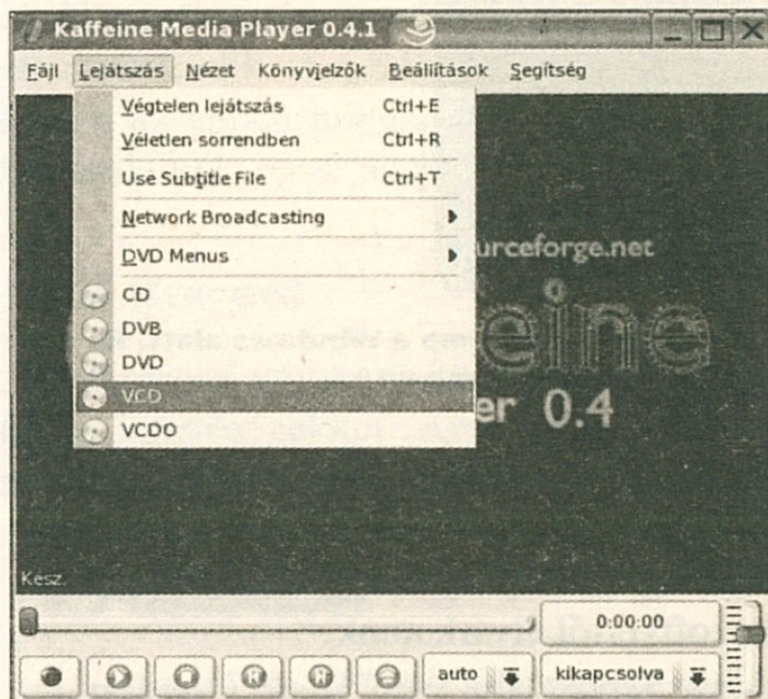 Kaffeine Media Player 0.4.1
Fájl Lejátszás Nézet Könyvjelzők Beállítások Segítség
Végtelen lejátszás Ctrl+E
Véletlen sorrendben Ctrl+R
Use Subtitle File Ctrl+T
Network Broadcasting
DVD Menus
CD
DVB
DVD
VCD
VCDO
urceforge.net
eine
er 0.4
Kész.
0:00:00
auto
kikapcsolva